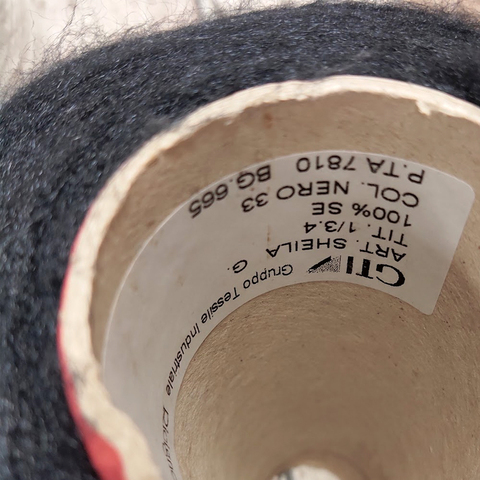 GTI Gruppo Tessile Industriale
ART. SHEILA G.
TIT. 1/3.4
100% SE
COL. NERO 33
P.TA 7810 BG.665